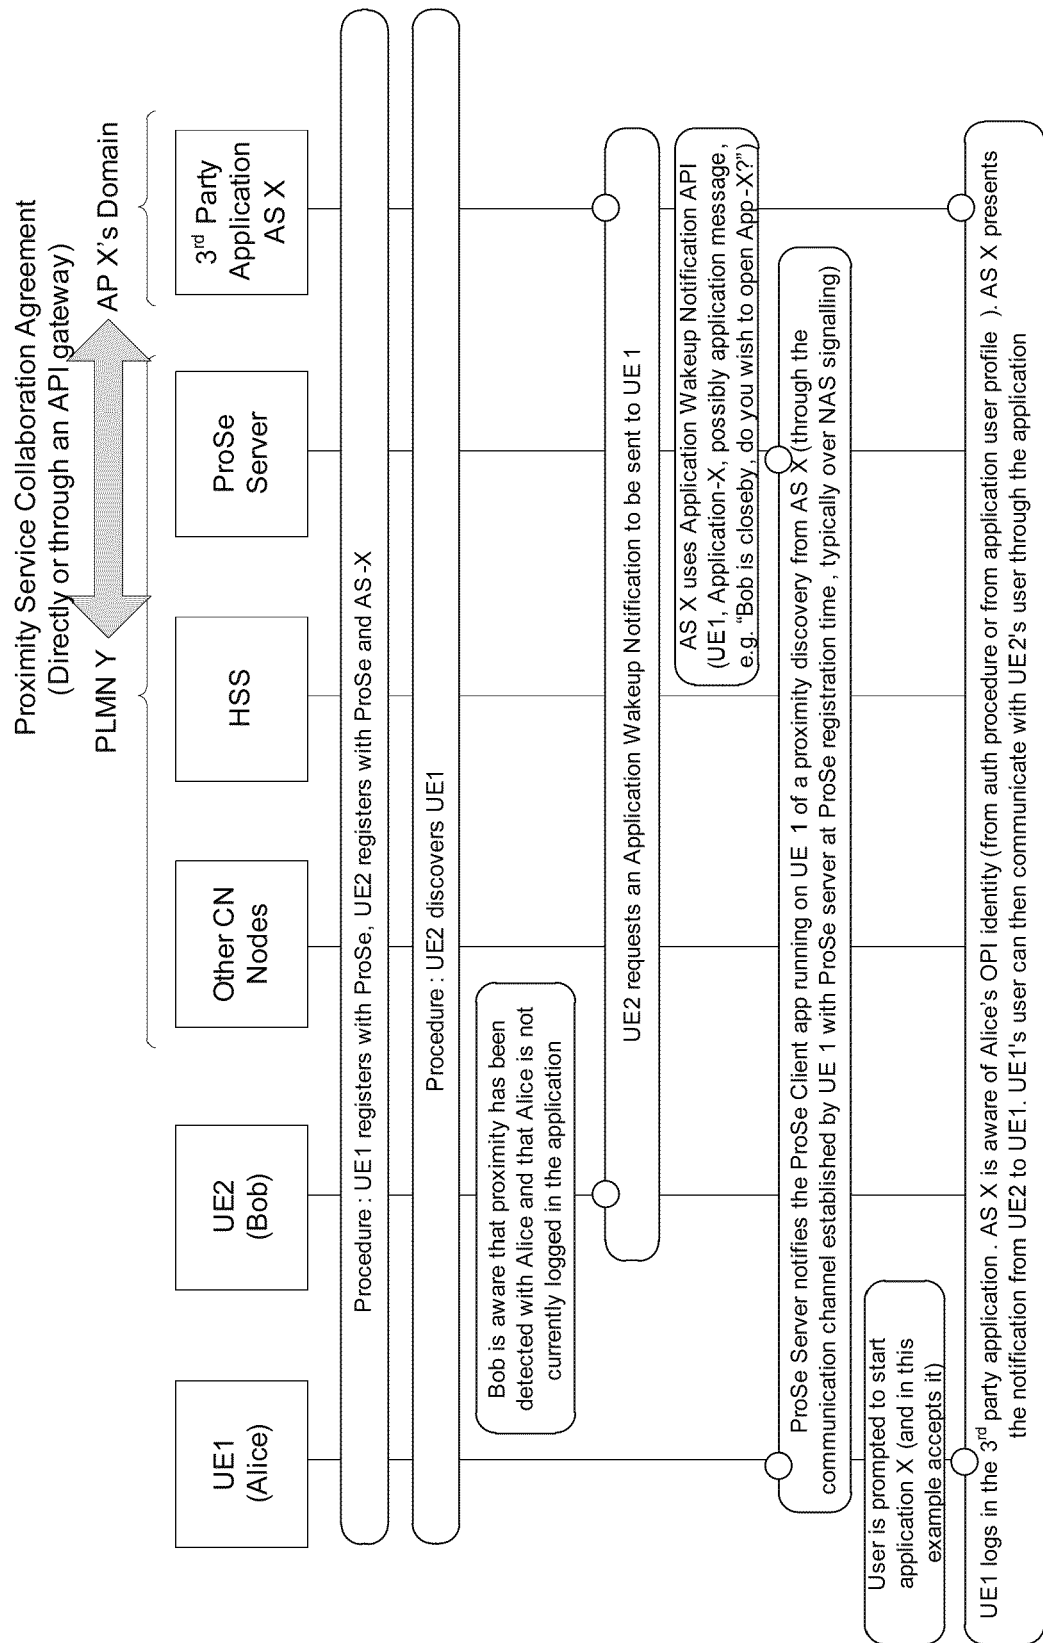 Proximity Service Collaboration Agreement
(Directly or through an API gateway)
PLMN Y
AP X's Domain
UE1
(Alice)
UE2
(Bob)
Other CN
Nodes
HSS
ProSe
Server
3rd Party
Application
AS X
Procedure : UE1 registers with ProSe, UE2 registers with ProSe and AS-X
Procedure : UE2 discovers UE1
Bob is aware that proximity has been
detected with Alice and that Alice is not
currently logged in the application
UE2 requests an Application Wakeup Notification to be sent to UE1
AS X uses Application Wakeup Notification API
(UE1, Application-X, possibly application message,
e.g. “Bob is closeby, do you wish to open App-X?”)
ProSe Server notifies the ProSe Client app running on UE 1 of a proximity discovery from AS X (through the
communication channel established by UE 1 with ProSe server at ProSe registration time, typically over NAS signalling)
User is prompted to start
application X (and in this
example accepts it)
UE1 logs in the 3rd party application. AS X is aware of Alice's OPI identity (from auth procedure or from application user profile ). AS X presents
the notification from UE2 to UE1. UE1's user can then communicate with UE2's user through the application